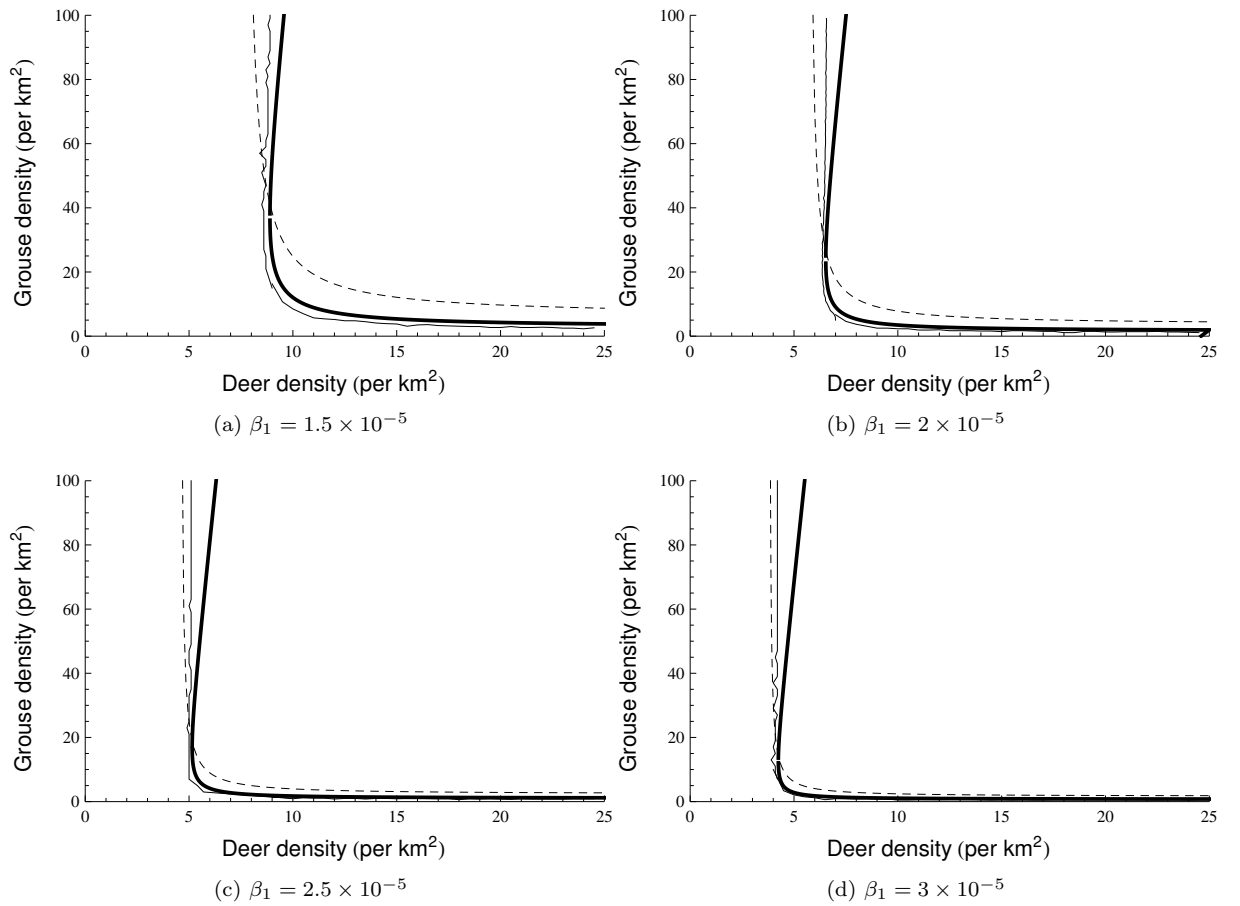 100
80
60
40
20
0
Grouse density (per km²)
0 5 10 15 20 25
Deer density (per km²)
(a) β₁ = 1.5 × 10⁻⁵
100
80
60
40
20
0
Grouse density (per km²)
0 5 10 15 20 25
Deer density (per km²)
(b) β₁ = 2 × 10⁻⁵
100
80
60
40
20
0
Grouse density (per km²)
0 5 10 15 20 25
Deer density (per km²)
(c) β₁ = 2.5 × 10⁻⁵
100
80
60
40
20
0
Grouse density (per km²)
0 5 10 15 20 25
Deer density (per km²)
(d) β₁ = 3 × 10⁻⁵